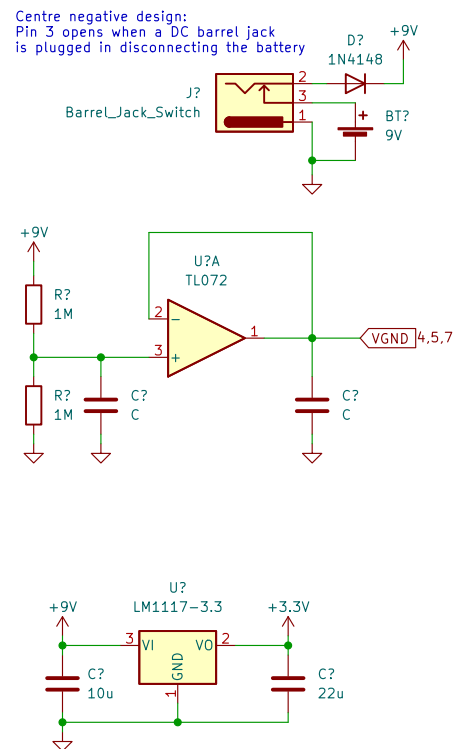 Centre negative design:
Pin 3 opens when a DC barrel jack
is plugged in disconnecting the battery
D?
1N4148
+9V
J?
Barrel_Jack_Switch
2
3
1
+
BT?
9V
+9V
R?
1M
U?A
TL072
2
−
3
+
1
VGND
4,5,7
R?
1M
C?
C
C?
C
U?
LM1117-3.3
+9V
+3.3V
3
VI
VO
2
GND
1
C?
10u
C?
22u